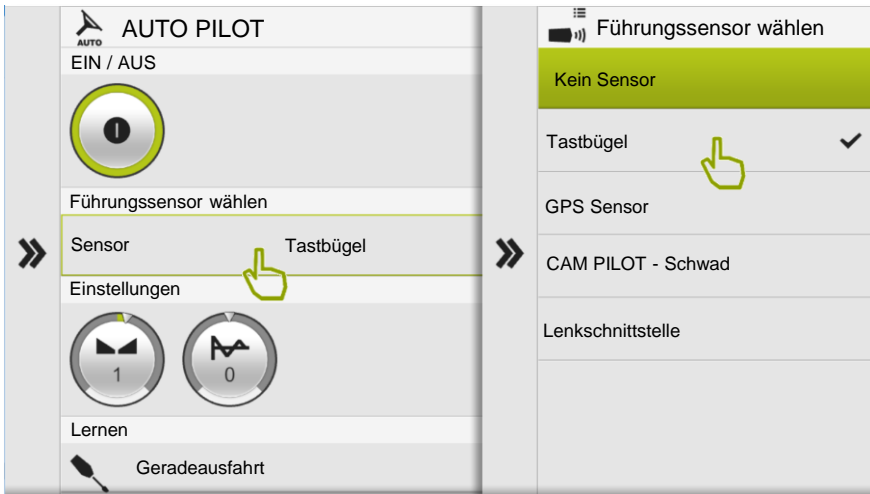 AUTO
AUTO PILOT
EIN / AUS
Führungssensor wählen
Sensor
Tastbügel
Einstellungen
1
0
Lernen
Geradeausfahrt
Führungssensor wählen
Kein Sensor
Tastbügel
GPS Sensor
CAM PILOT - Schwad
Lenkschnittstelle